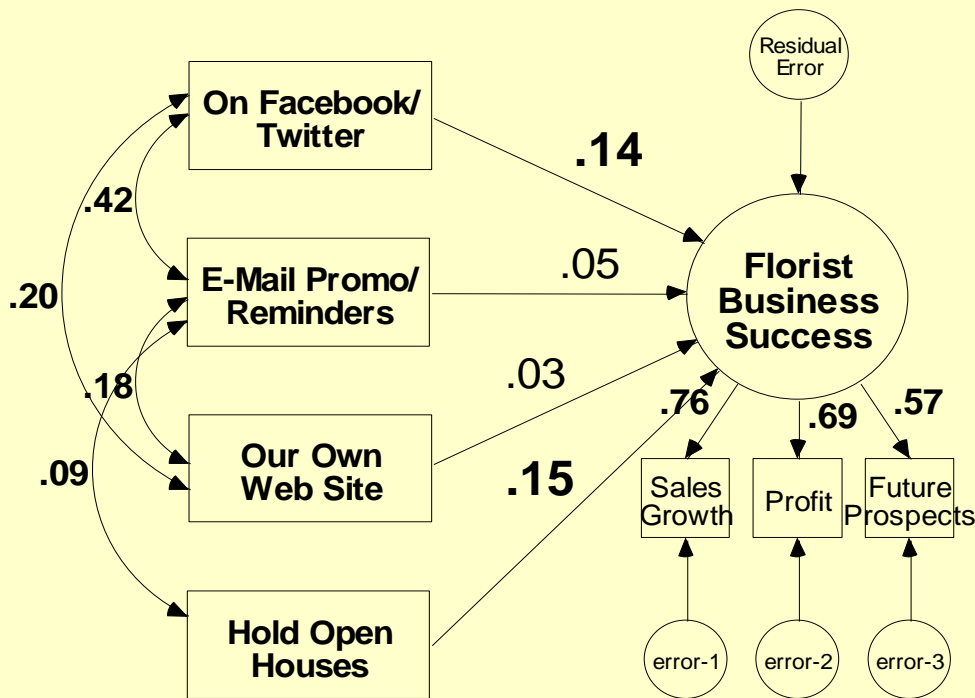 Residual
Error
On Facebook/
Twitter
.14
.42
E-Mail Promo/
Reminders
.05
Florist
Business
Success
.20
.18
.03
.76
.69
.57
.09
Our Own
Web Site
.15
Sales
Growth
Profit
Future
Prospects
Hold Open
Houses
error-1
error-2
error-3